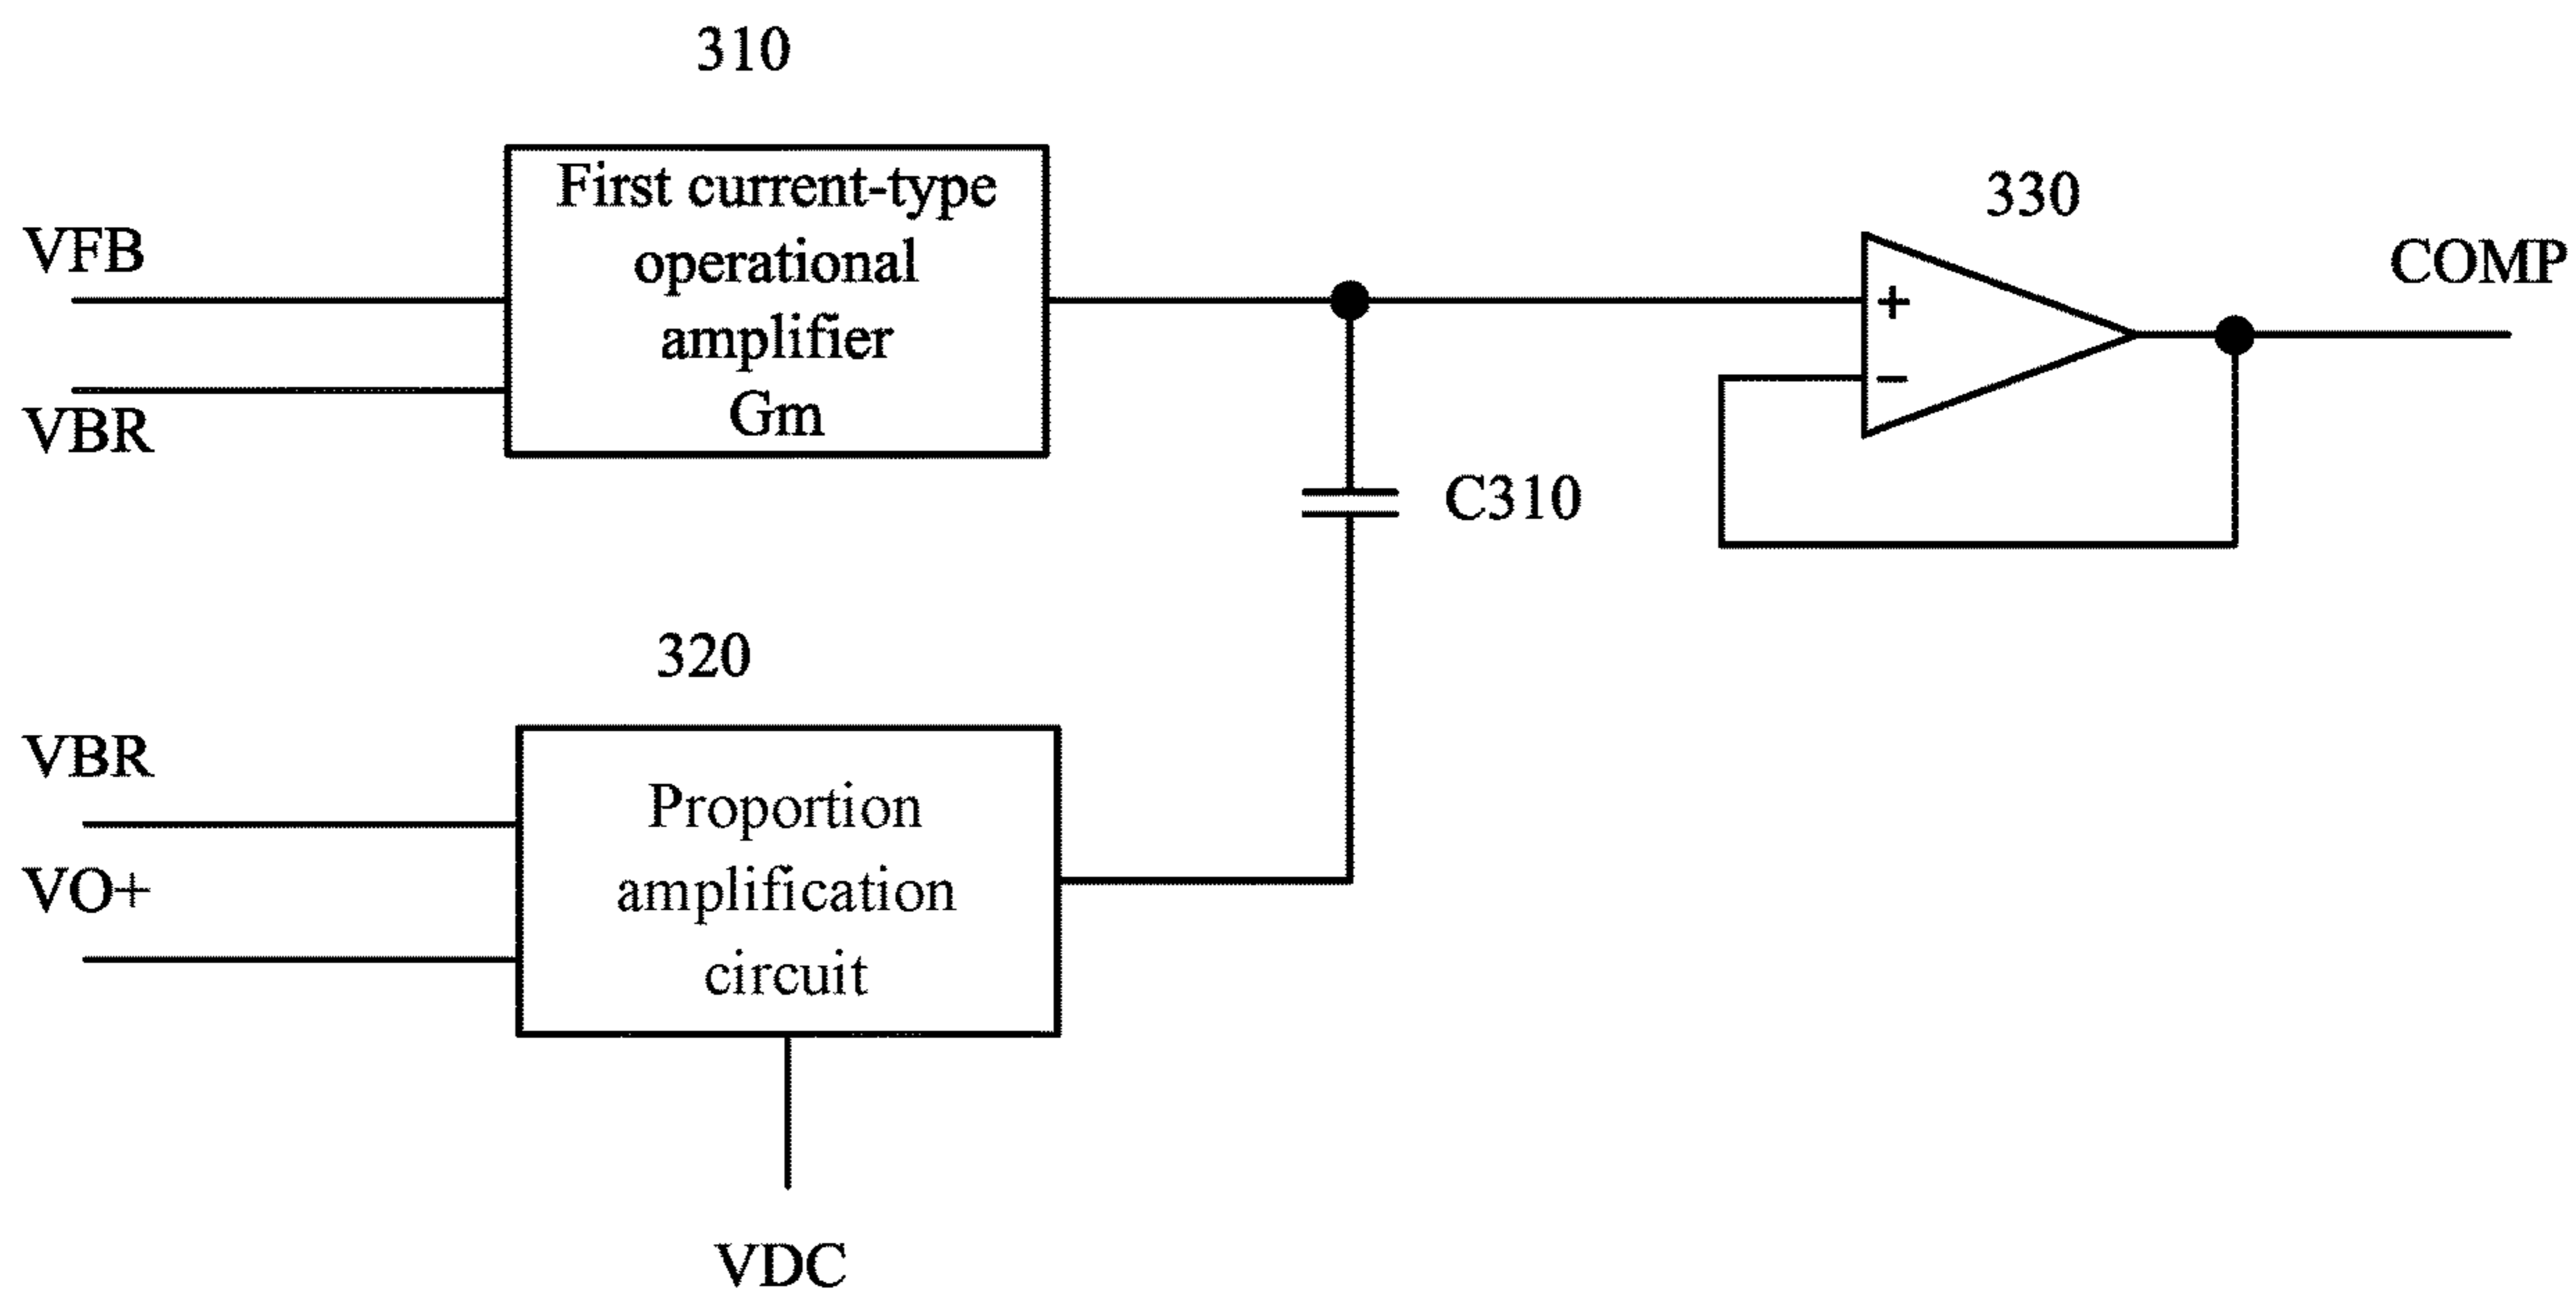 310
First current-type
operational
amplifier
Gm
VFB
VBR
330
+
−
COMP
C310
320
VBR
VO+
Proportion
amplification
circuit
VDC